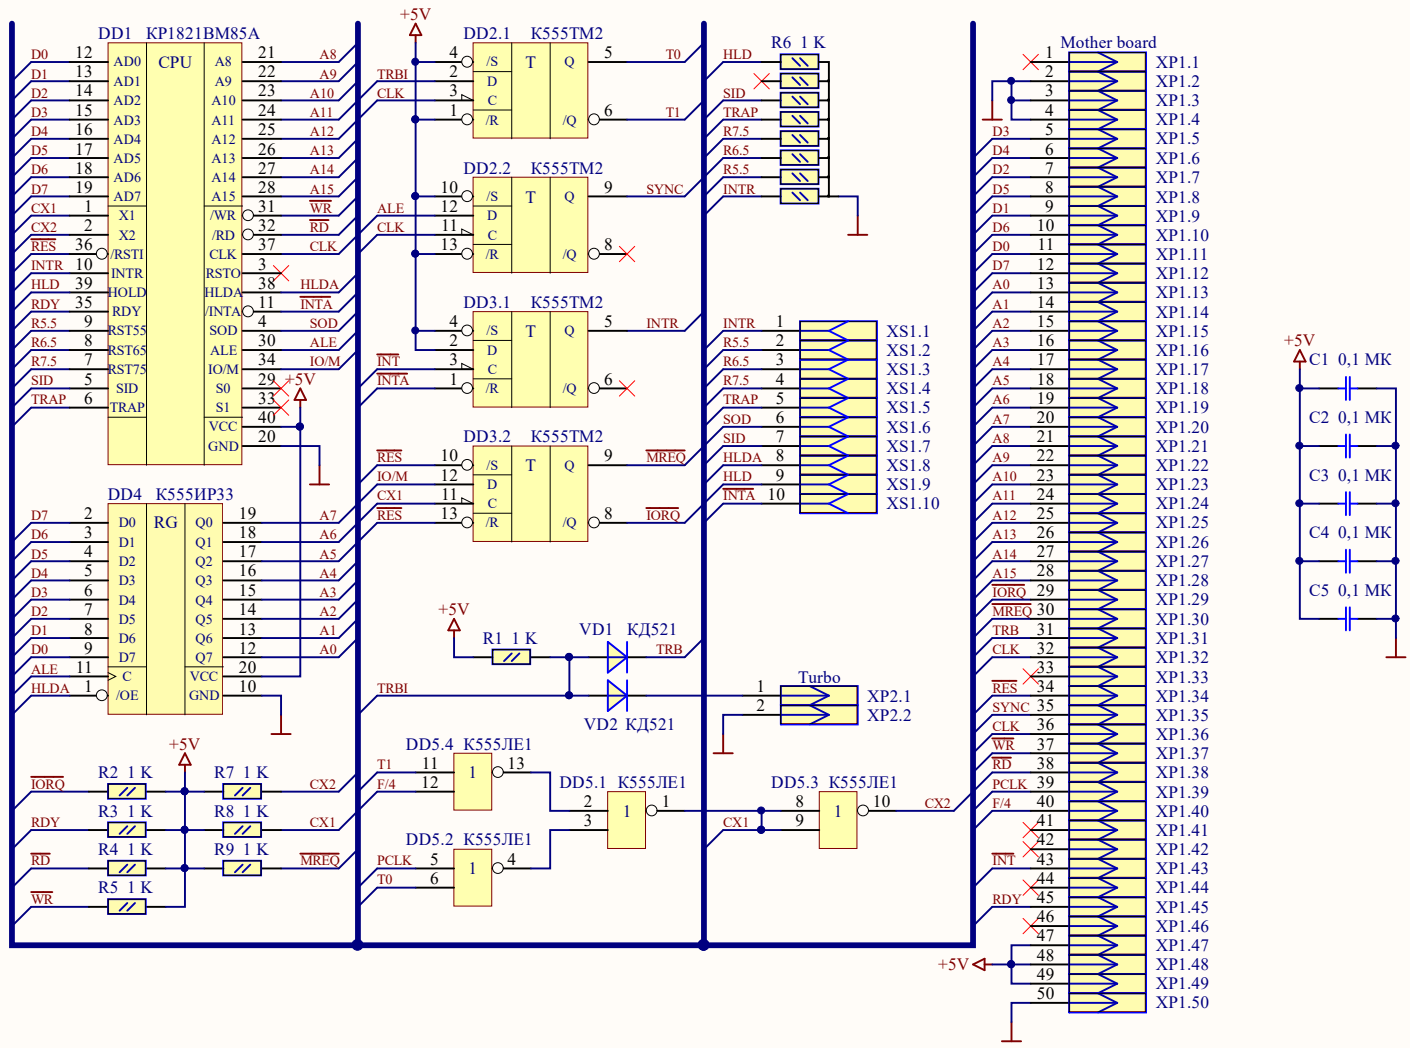 DD1 КР1821ВМ85А
CPU
D0 12 AD0 A8 21 A8
D1 13 AD1 A9 22 A9
D2 14 AD2 A10 23 A10
D3 15 AD3 A11 24 A11
D4 16 AD4 A12 25 A12
D5 17 AD5 A13 26 A13
D6 18 AD6 A14 27 A14
D7 19 AD7 A15 28 A15
CX1 1 X1 /WR 31 WR
CX2 2 X2 /RD 32 RD
RES 36 /RSTI CLK 37 CLK
INTR 10 INTR RSTO 3
HLD 39 HOLD HLDA 38 HLDA
RDY 35 RDY /INTA 11 INTA
R5.5 9 RST55 SOD 4 SOD
R6.5 8 RST65 ALE 30 ALE
R7.5 7 RST75 IO/M 34 IO/M
SID 5 SID S0 29 +5V
TRAP 6 TRAP S1 33
VCC 40
GND 20
DD4 К555ИР33
RG
D7 2 D0 Q0 19 A7
D6 3 D1 Q1 18 A6
D5 4 D2 Q2 17 A5
D4 5 D3 Q3 16 A4
D3 6 D4 Q4 15 A3
D2 7 D5 Q5 14 A2
D1 8 D6 Q6 13 A1
D0 9 D7 Q7 12 A0
ALE 11 C VCC 20
HLDA 1 /OE GND 10
+5V
IORQ R2 1 K R7 1 K CX2
RDY R3 1 K R8 1 K CX1
RD R4 1 K R9 1 K MREQ
WR R5 1 K
+5V
DD2.1 К555ТМ2
4 /S T Q 5 T0
TRBI 2 D
CLK 3 C
1 /R /Q 6 T1
DD2.2 К555ТМ2
10 /S T Q 9 SYNC
ALE 12 D
CLK 11 C
13 /R /Q 8
DD3.1 К555ТМ2
4 /S T Q 5 INTR
2 D
INT 3 C
INTA 1 /R /Q 6
DD3.2 К555ТМ2
RES 10 /S T Q 9 MREQ
IO/M 12 D
CX1 11 C
RES 13 /R /Q 8 IORQ
+5V
R1 1 K VD1 КД521 TRB
TRBI VD2 КД521
Turbo
1 XP2.1
2 XP2.2
DD5.4 К555ЛЕ1
T1 11 1 13
F/4 12
DD5.2 К555ЛЕ1
PCLK 5 1 4
T0 6
DD5.1 К555ЛЕ1
2 1 1
3
DD5.3 К555ЛЕ1
CX1 8 1 10 CX2
9
R6 1 K
HLD
SID
TRAP
R7.5
R6.5
R5.5
INTR
INTR 1 XS1.1
R5.5 2 XS1.2
R6.5 3 XS1.3
R7.5 4 XS1.4
TRAP 5 XS1.5
SOD 6 XS1.6
SID 7 XS1.7
HLDA 8 XS1.8
HLD 9 XS1.9
INTA 10 XS1.10
Mother board
1 XP1.1
2 XP1.2
3 XP1.3
4 XP1.4
D3 5 XP1.5
D4 6 XP1.6
D2 7 XP1.7
D5 8 XP1.8
D1 9 XP1.9
D6 10 XP1.10
D0 11 XP1.11
D7 12 XP1.12
A0 13 XP1.13
A1 14 XP1.14
A2 15 XP1.15
A3 16 XP1.16
A4 17 XP1.17
A5 18 XP1.18
A6 19 XP1.19
A7 20 XP1.20
A8 21 XP1.21
A9 22 XP1.22
A10 23 XP1.23
A11 24 XP1.24
A12 25 XP1.25
A13 26 XP1.26
A14 27 XP1.27
A15 28 XP1.28
IORQ 29 XP1.29
MREQ 30 XP1.30
TRB 31 XP1.31
CLK 32 XP1.32
33 XP1.33
RES 34 XP1.34
SYNC 35 XP1.35
CLK 36 XP1.36
WR 37 XP1.37
RD 38 XP1.38
PCLK 39 XP1.39
F/4 40 XP1.40
41 XP1.41
42 XP1.42
INT 43 XP1.43
44 XP1.44
RDY 45 XP1.45
46 XP1.46
47 XP1.47
+5V 48 XP1.48
49 XP1.49
50 XP1.50
+5V
C1 0,1 МК
C2 0,1 МК
C3 0,1 МК
C4 0,1 МК
C5 0,1 МК